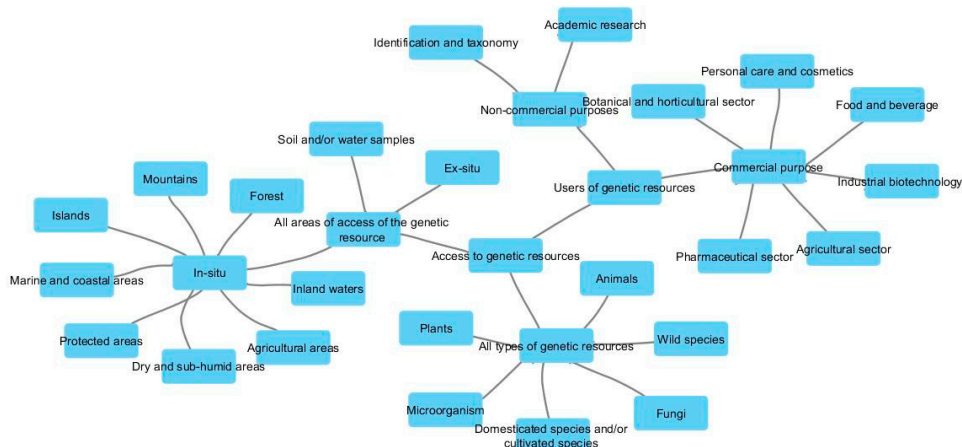 Academic research
Identification and taxonomy
Personal care and cosmetics
Non-commercial purposes
Botanical and horticultural sector
Food and beverage
Soil and/or water samples
Ex-situ
Commercial purpose
Mountains
Users of genetic resources
Industrial biotechnology
Forest
Islands
All areas of access of the genetic
resource
Access to genetic resources
Pharmaceutical sector
Agricultural sector
Marine and coastal areas
In-situ
Inland waters
Animals
Plants
Protected areas
Agricultural areas
All types of genetic resources
Wild species
Dry and sub-humid areas
Microorganism
Domesticated species and/or
cultivated species
Fungi